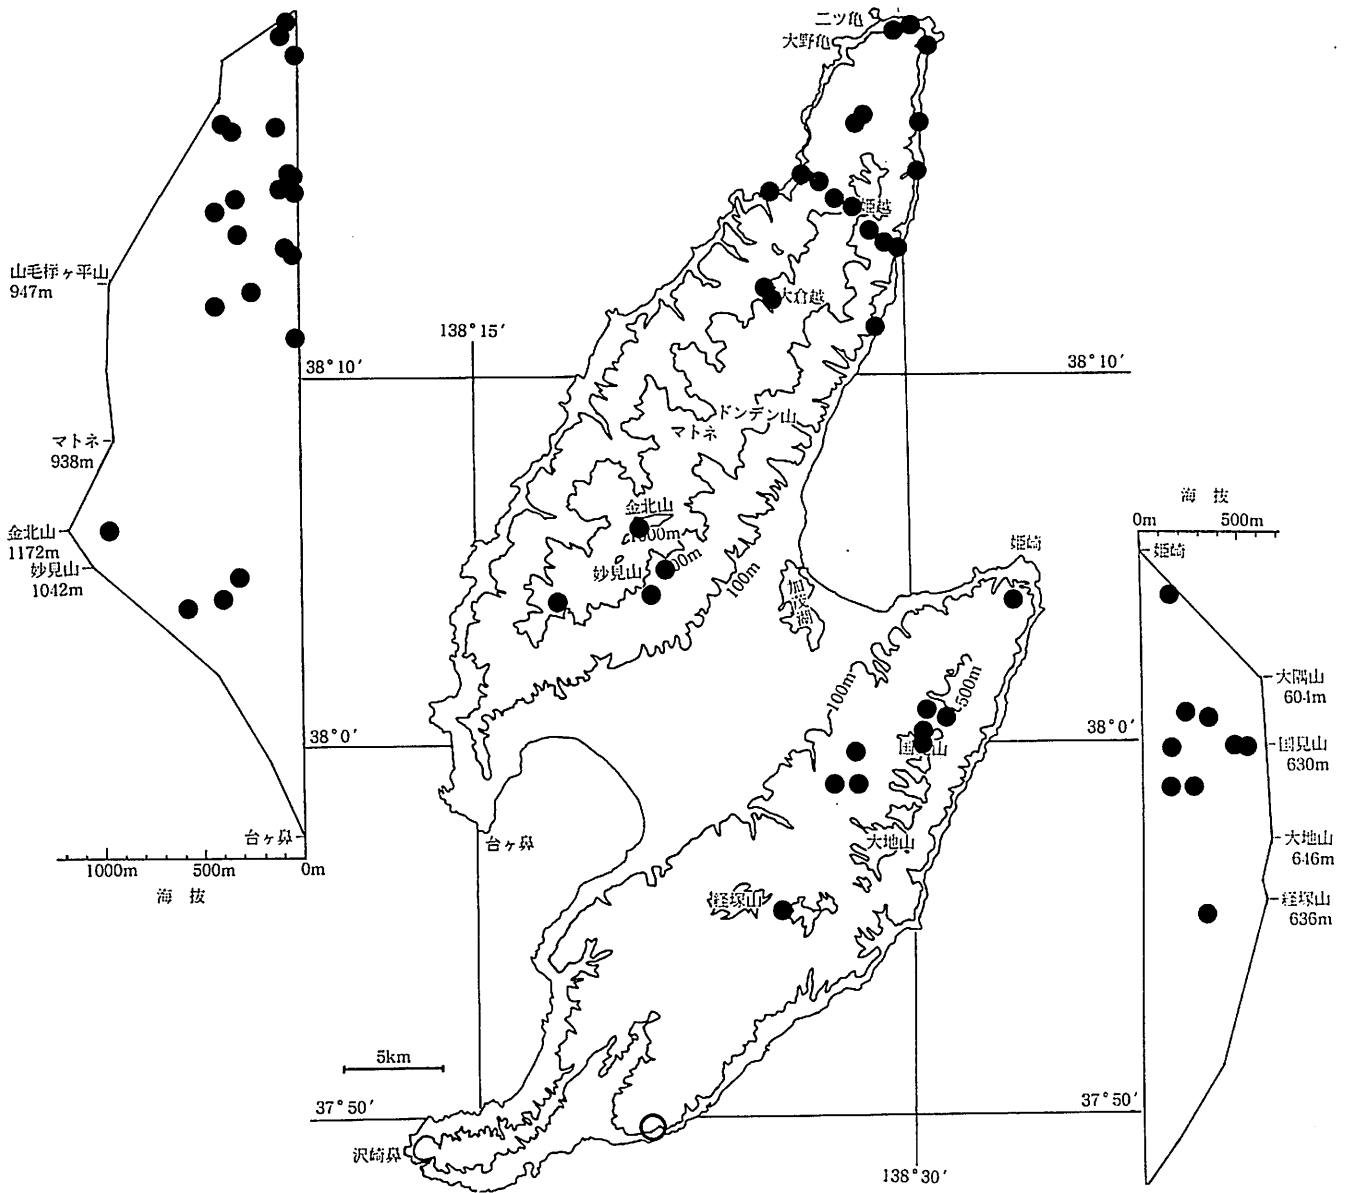 二ツ亀
大野亀
姫越
大倉越
山毛欅ヶ平山
947m
138°15′
38°10′
38°10′
ドンデン山
マトネ
マトネ
938m
金北山
1172m
妙見山
1042m
金北山
1000m
妙見山
100m
加茂湖
姫崎
海抜
0m 500m
姫崎
大隅山
604m
国見山
630m
大地山
646m
経塚山
636m
100m
500m
38°0′
38°0′
国見山
台ヶ鼻
台ヶ鼻
1000m 500m 0m
海抜
大地山
経塚山
5km
37°50′
37°50′
沢崎鼻
138°30′